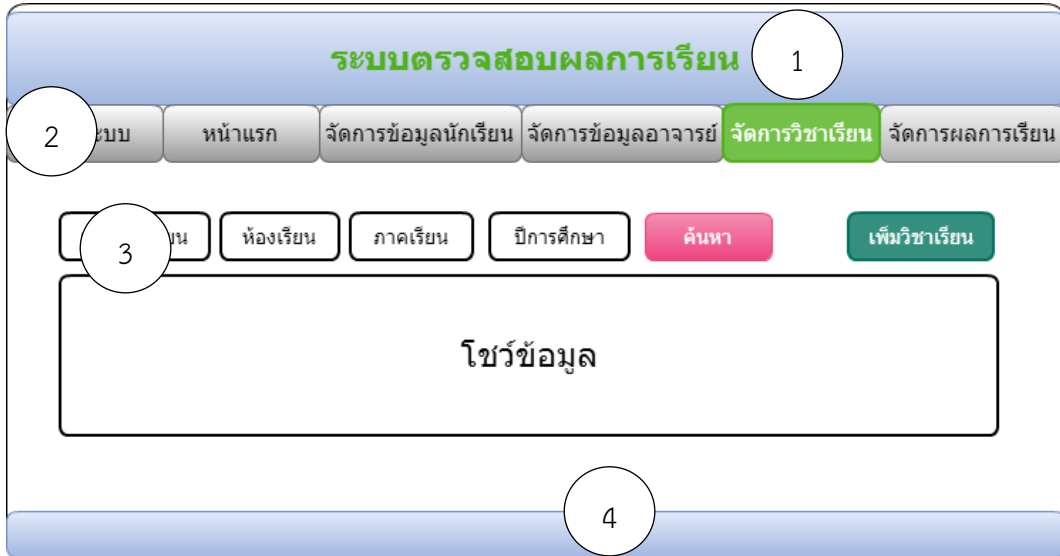 ระบบตรวจสอบผลการเรียน 1
2 หน้าแรก จัดการข้อมูลนักเรียน จัดการข้อมูลอาจารย์ จัดการวิชาเรียน จัดการผลการเรียน
3 ห้องเรียน ภาคเรียน ปีการศึกษา ค้นหา เพิ่มวิชาเรียน
โชว์ข้อมูล
4